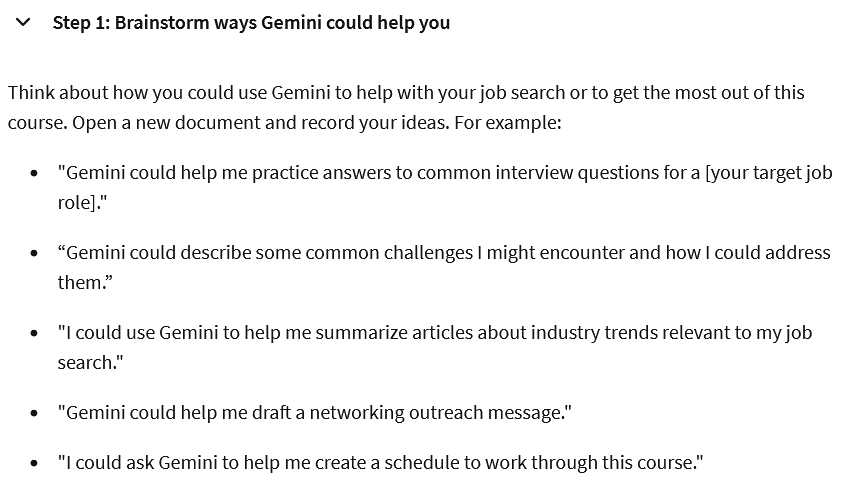 Step 1: Brainstorm ways Gemini could help you
Think about how you could use Gemini to help with your job search or to get the most out of this
course. Open a new document and record your ideas. For example:
• "Gemini could help me practice answers to common interview questions for a [your target job
role]."
• “Gemini could describe some common challenges I might encounter and how I could address
them.”
• "I could use Gemini to help me summarize articles about industry trends relevant to my job
search."
• "Gemini could help me draft a networking outreach message."
• "I could ask Gemini to help me create a schedule to work through this course."